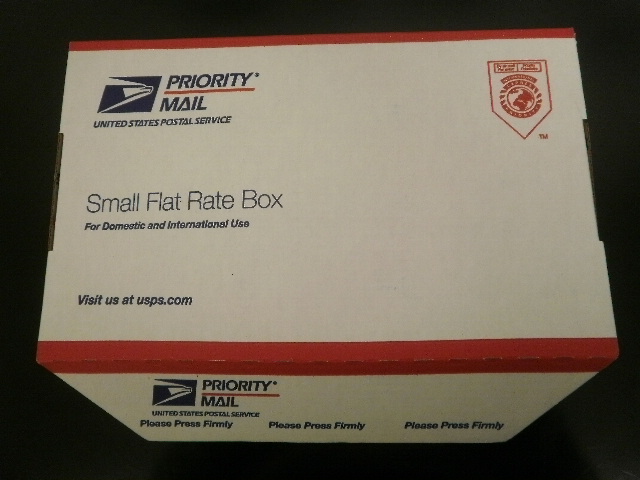 PRIORITY®
MAIL
UNITED STATES POSTAL SERVICE
TM
Small Flat Rate Box
For Domestic and International Use
Visit us at usps.com
PRIORITY®
MAIL
UNITED STATES POSTAL SERVICE
Please Press Firmly Please Press Firmly Please Press Firmly